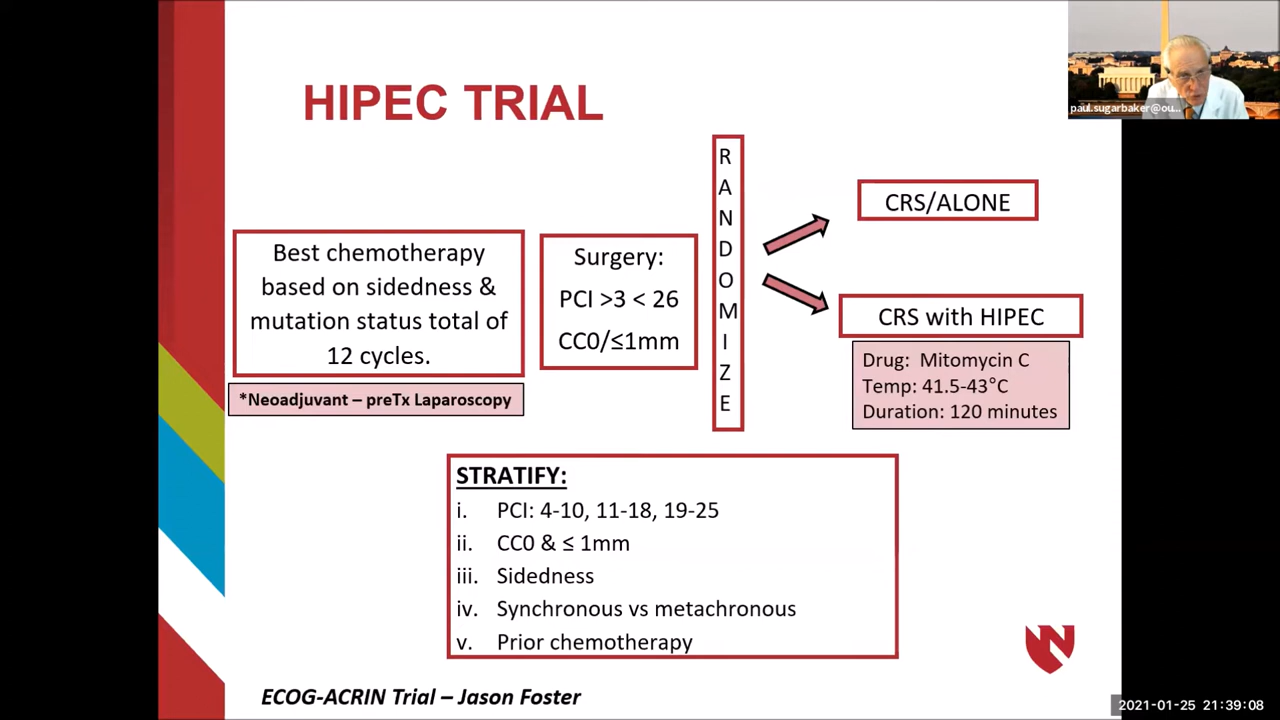 HIPEC TRIAL
paul.sugarbaker@ou...
Best chemotherapy
based on sidedness &
mutation status total of
12 cycles.
*Neoadjuvant – preTx Laparoscopy
Surgery:
PCI >3 < 26
CC0/≤1mm
R
A
N
D
O
M
I
Z
E
CRS/ALONE
CRS with HIPEC
Drug: Mitomycin C
Temp: 41.5-43°C
Duration: 120 minutes
STRATIFY:
i. PCI: 4-10, 11-18, 19-25
ii. CC0 & ≤ 1mm
iii. Sidedness
iv. Synchronous vs metachronous
v. Prior chemotherapy
N
ECOG-ACRIN Trial – Jason Foster
2021-01-25 21:39:08